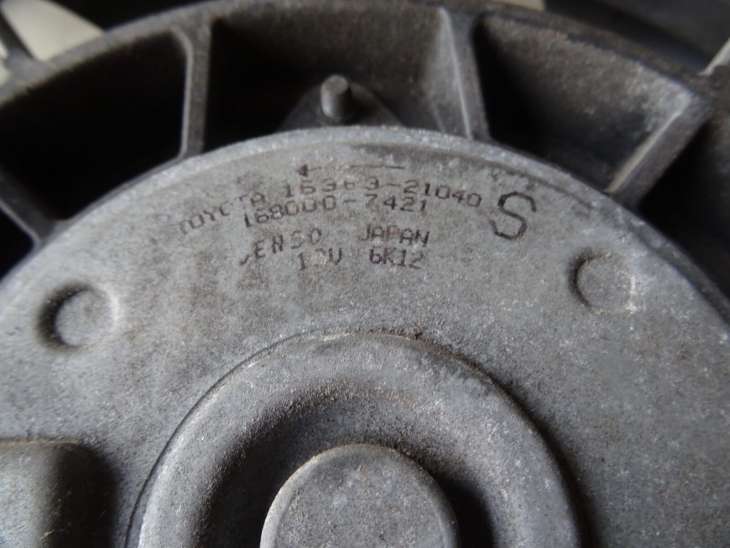 TOYOTA 16363-21040
168000-7421 S
DENSO JAPAN
12V 6K12